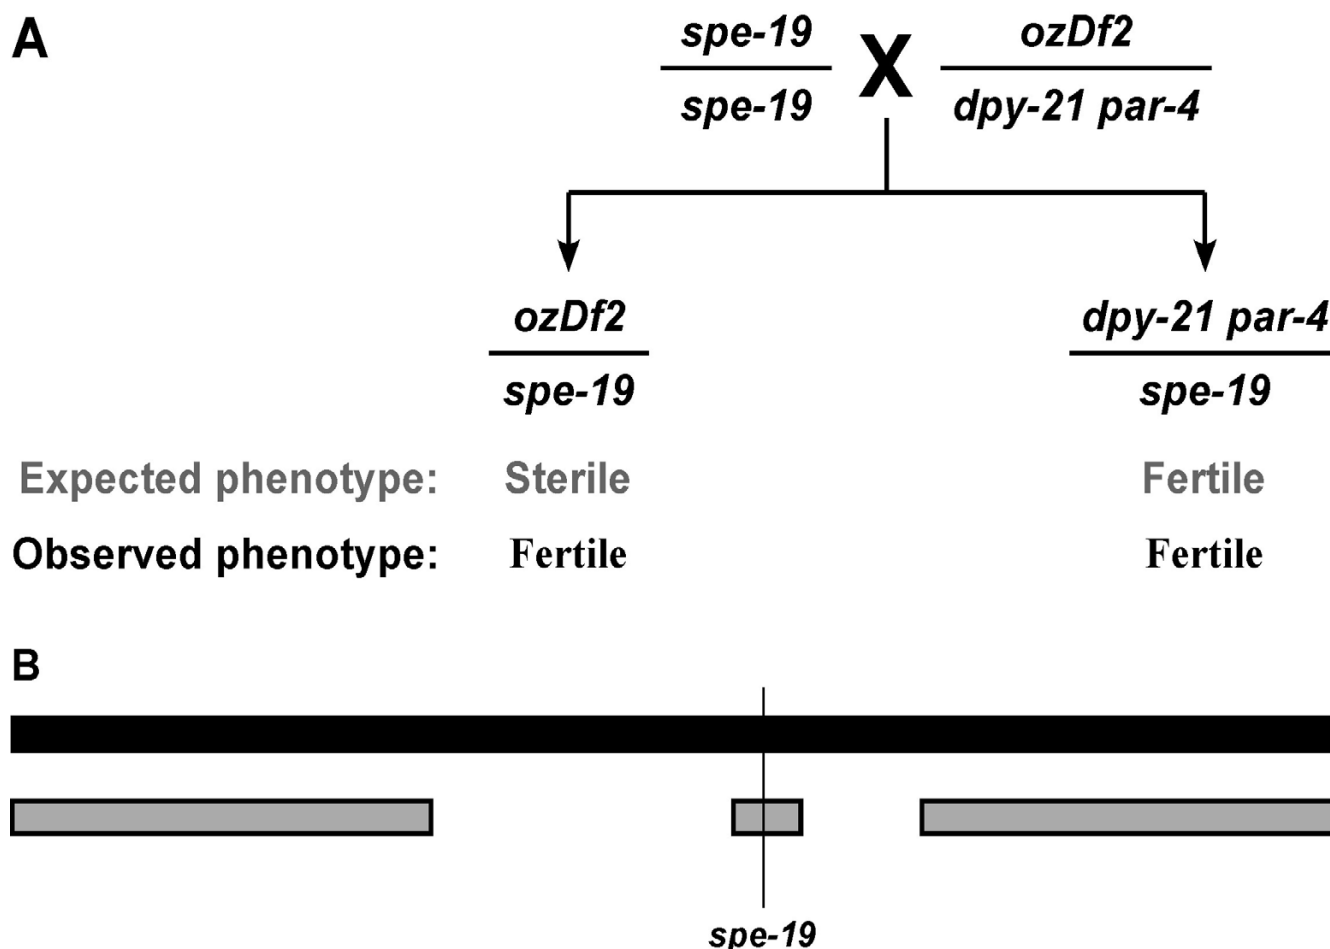 A
spe-19 X ozDf2
spe-19 dpy-21 par-4
ozDf2 dpy-21 par-4
spe-19 spe-19
Expected phenotype: Sterile Fertile
Observed phenotype: Fertile Fertile
B
spe-19